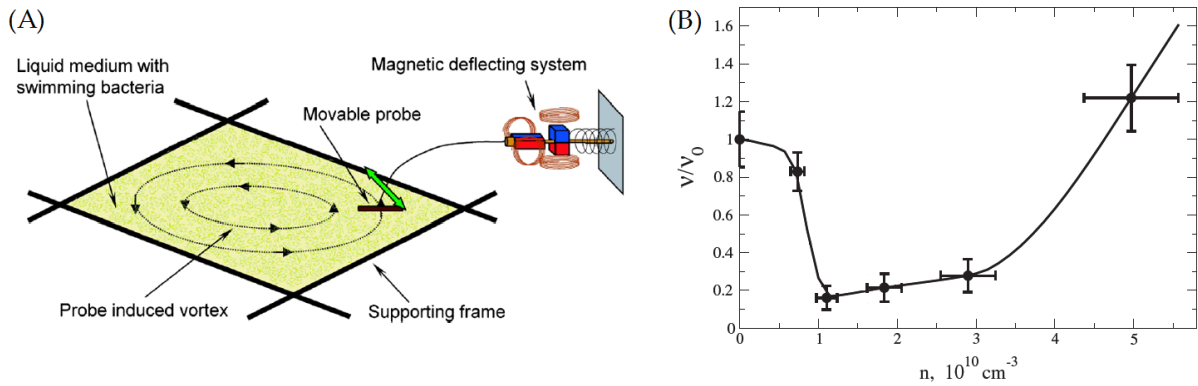 (A)
Liquid medium with
swimming bacteria
Magnetic deflecting system
Movable probe
Probe induced vortex
Supporting frame
(B)
ν/ν₀
1.6
1.4
1.2
1
0.8
0.6
0.4
0.2
0
0 1 2 3 4 5
n, 10¹⁰ cm⁻³